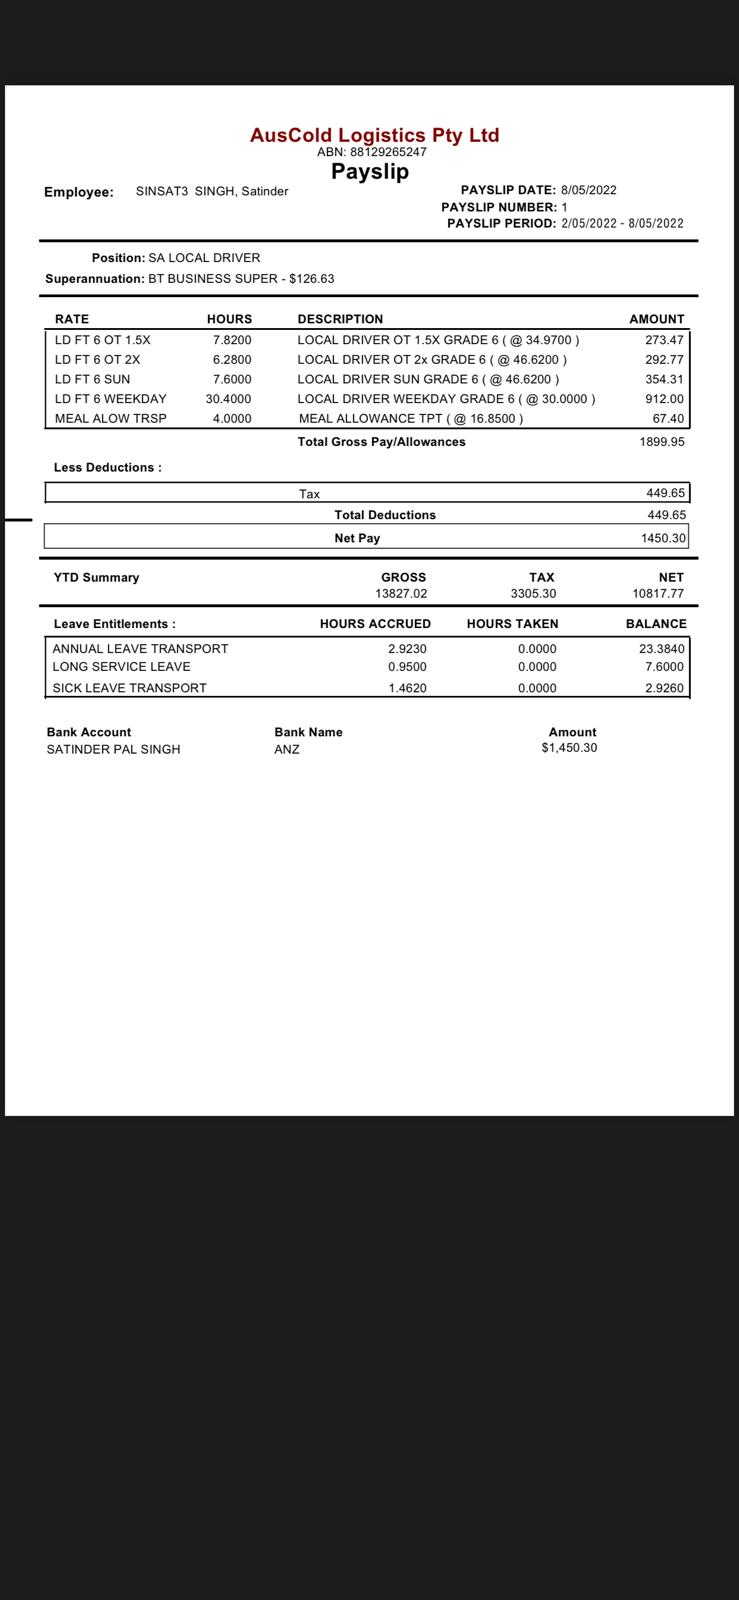 AusCold Logistics Pty Ltd
ABN: 88129265247
Payslip
Employee: SINSAT3 SINGH, Satinder
PAYSLIP DATE: 8/05/2022
PAYSLIP NUMBER: 1
PAYSLIP PERIOD: 2/05/2022 - 8/05/2022
Position: SA LOCAL DRIVER
Superannuation: BT BUSINESS SUPER - $126.63
RATE HOURS DESCRIPTION AMOUNT
LD FT 6 OT 1.5X 7.8200 LOCAL DRIVER OT 1.5X GRADE 6 ( @ 34.9700 ) 273.47
LD FT 6 OT 2X 6.2800 LOCAL DRIVER OT 2x GRADE 6 ( @ 46.6200 ) 292.77
LD FT 6 SUN 7.6000 LOCAL DRIVER SUN GRADE 6 ( @ 46.6200 ) 354.31
LD FT 6 WEEKDAY 30.4000 LOCAL DRIVER WEEKDAY GRADE 6 ( @ 30.0000 ) 912.00
MEAL ALOW TRSP 4.0000 MEAL ALLOWANCE TPT ( @ 16.8500 ) 67.40
Total Gross Pay/Allowances 1899.95
Less Deductions :
Tax 449.65
Total Deductions 449.65
Net Pay 1450.30
YTD Summary GROSS TAX NET
13827.02 3305.30 10817.77
Leave Entitlements : HOURS ACCRUED HOURS TAKEN BALANCE
ANNUAL LEAVE TRANSPORT 2.9230 0.0000 23.3840
LONG SERVICE LEAVE 0.9500 0.0000 7.6000
SICK LEAVE TRANSPORT 1.4620 0.0000 2.9260
Bank Account Bank Name Amount
SATINDER PAL SINGH ANZ $1,450.30